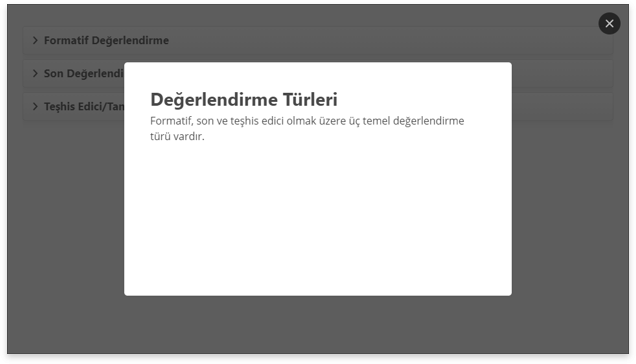 Formatif Değerlendirme
Son Değerlendi
Teşhis Edici/Tan
Değerlendirme Türleri
Formatif, son ve teşhis edici olmak üzere üç temel değerlendirme
türü vardır.